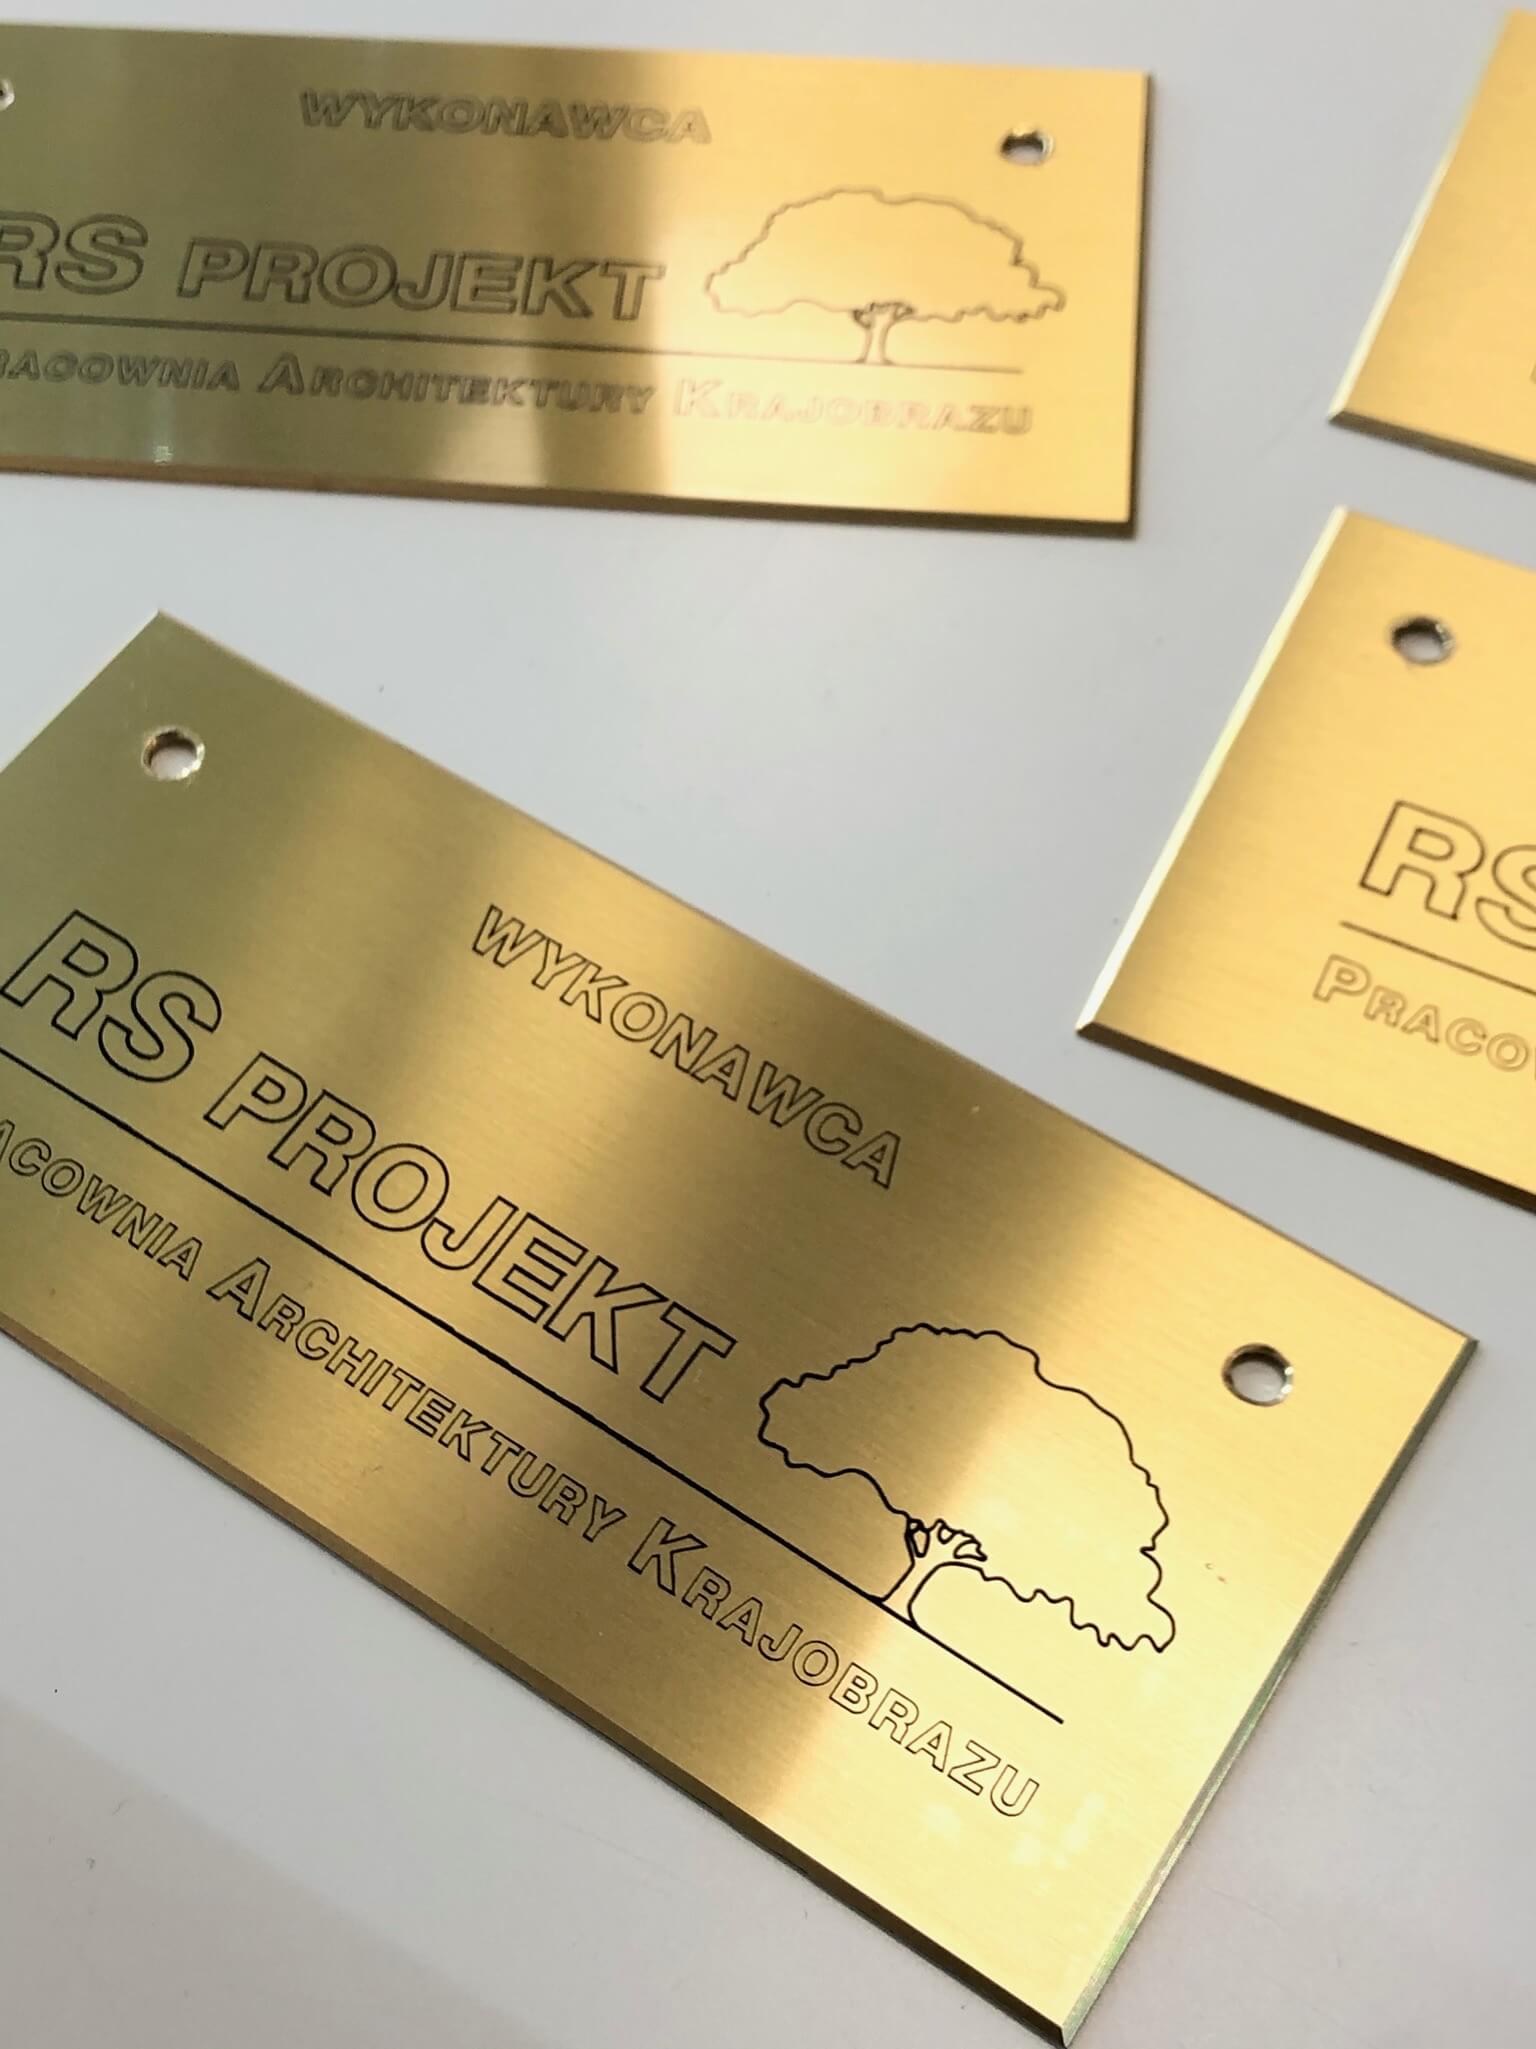 WYKONAWCA
RS PROJEKT
RACOWNIA ARCHITEKTURY KRAJOBRAZU
WYKONAWCA
RS PROJEKT
ACOWNIA ARCHITEKTURY KRAJOBRAZU
RS
PRACOW